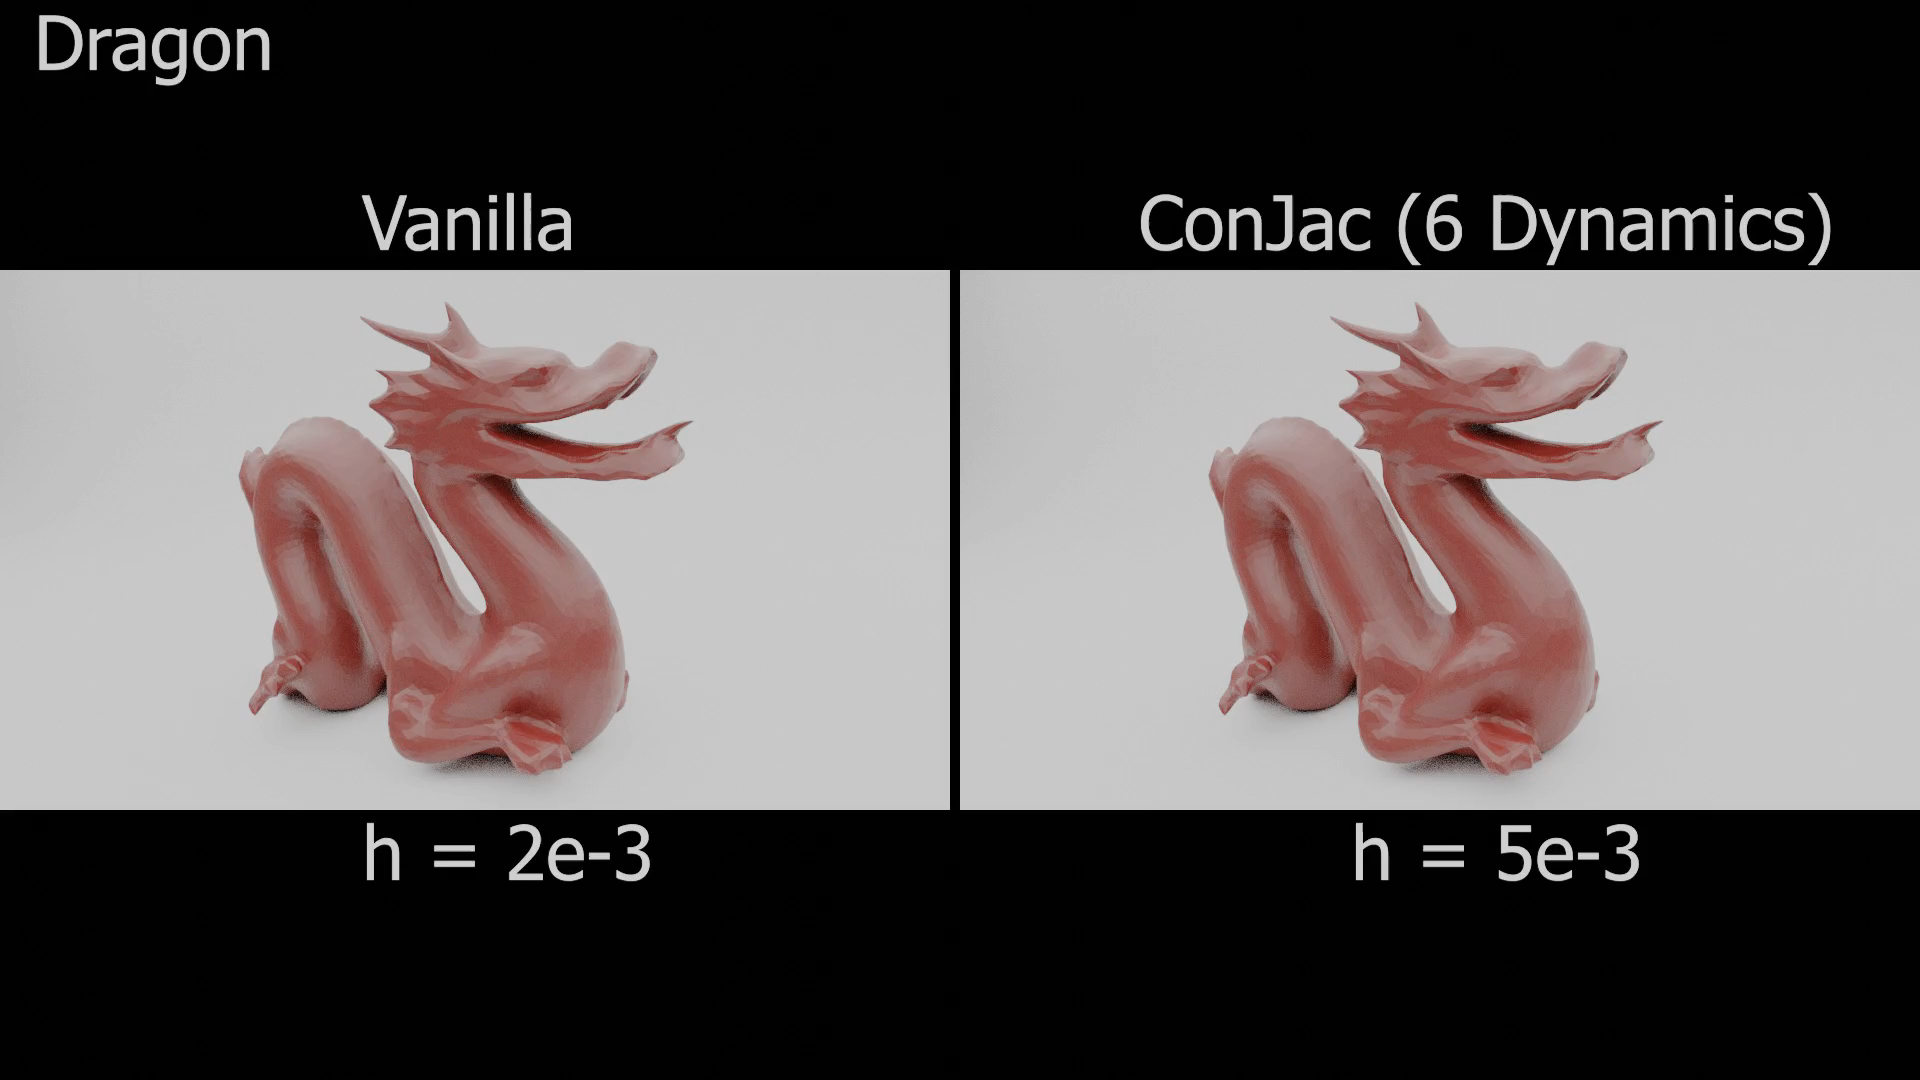 Dragon
Vanilla
ConJac (6 Dynamics)
h = 2e-3
h = 5e-3